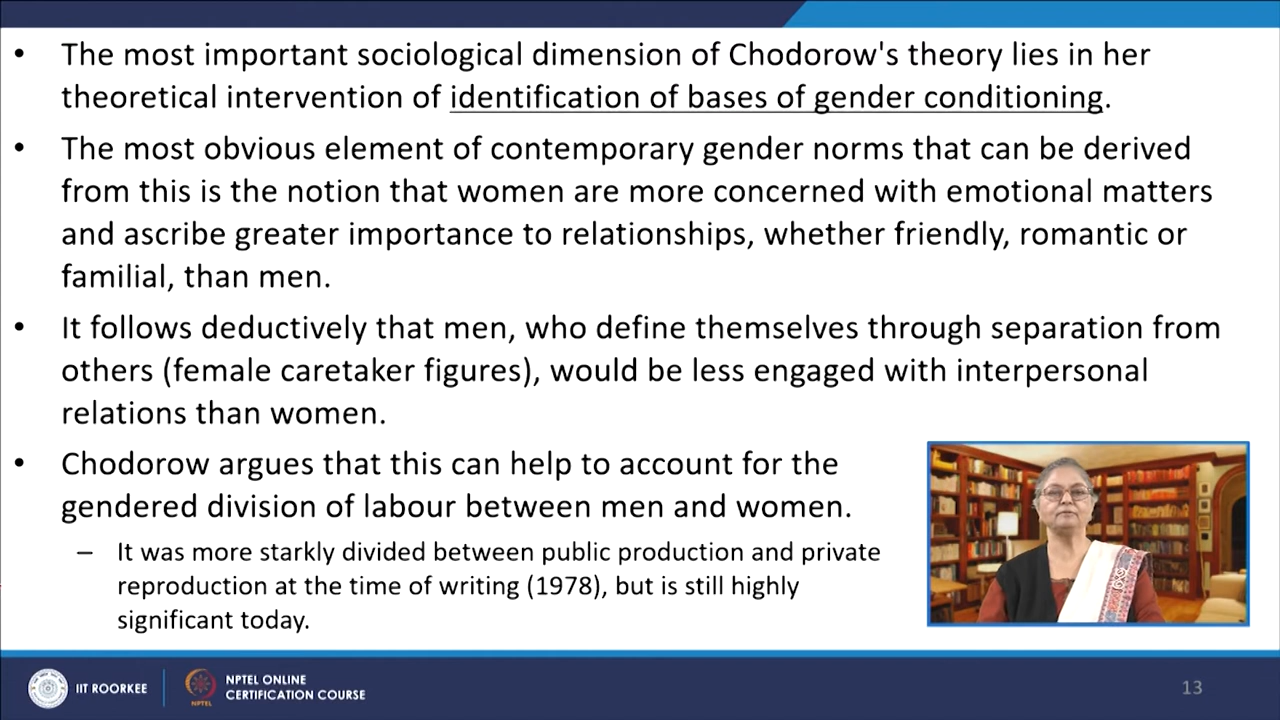 • The most important sociological dimension of Chodorow's theory lies in her
theoretical intervention of identification of bases of gender conditioning.
• The most obvious element of contemporary gender norms that can be derived
from this is the notion that women are more concerned with emotional matters
and ascribe greater importance to relationships, whether friendly, romantic or
familial, than men.
• It follows deductively that men, who define themselves through separation from
others (female caretaker figures), would be less engaged with interpersonal
relations than women.
• Chodorow argues that this can help to account for the
gendered division of labour between men and women.
– It was more starkly divided between public production and private
reproduction at the time of writing (1978), but is still highly
significant today.
IIT ROORKEE
NPTEL
NPTEL ONLINE
CERTIFICATION COURSE
13